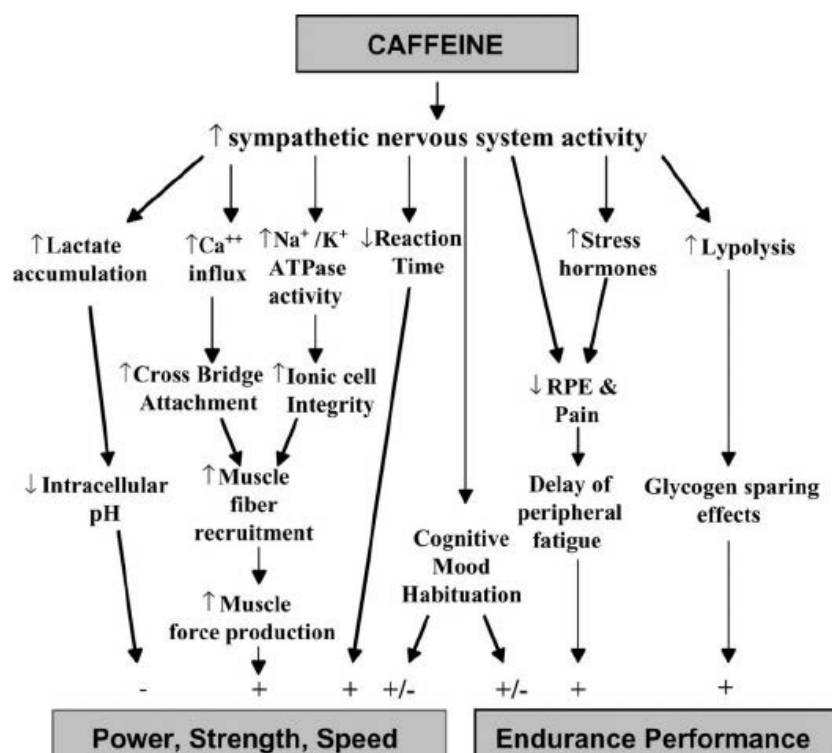 CAFFEINE
↑sympathetic nervous system activity
↑Lactate
accumulation
↑Ca⁺⁺
influx
↑Na⁺/K⁺
ATPase
activity
↓Reaction
Time
↑Stress
hormones
↑Lypolysis
↑Cross Bridge
Attachment
↑Ionic cell
Integrity
↓RPE &
Pain
↓Intracellular
pH
↑Muscle
fiber
recruitment
Cognitive
Mood
Habituation
Delay of
peripheral
fatigue
Glycogen sparing
effects
↑Muscle
force production
- + + +/- +/- + +
Power, Strength, Speed
Endurance Performance